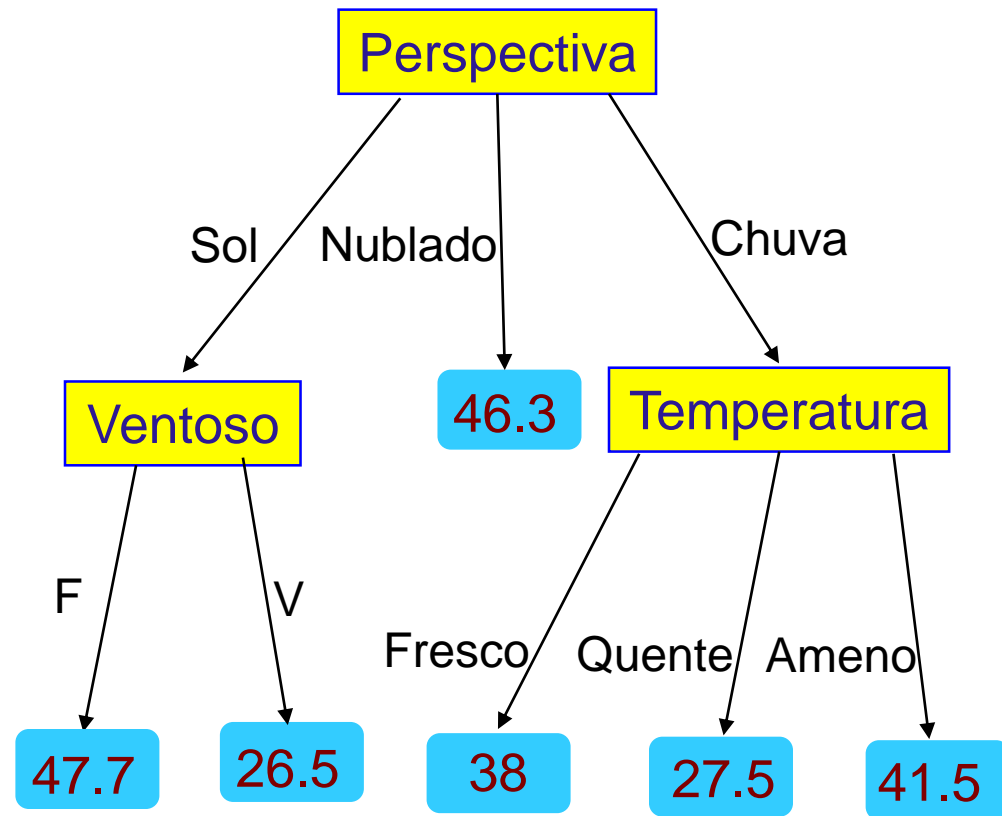 Perspectiva
Sol
Nublado
Chuva
Ventoso
46.3
Temperatura
F
V
Fresco
Quente
Ameno
47.7
26.5
38
27.5
41.5